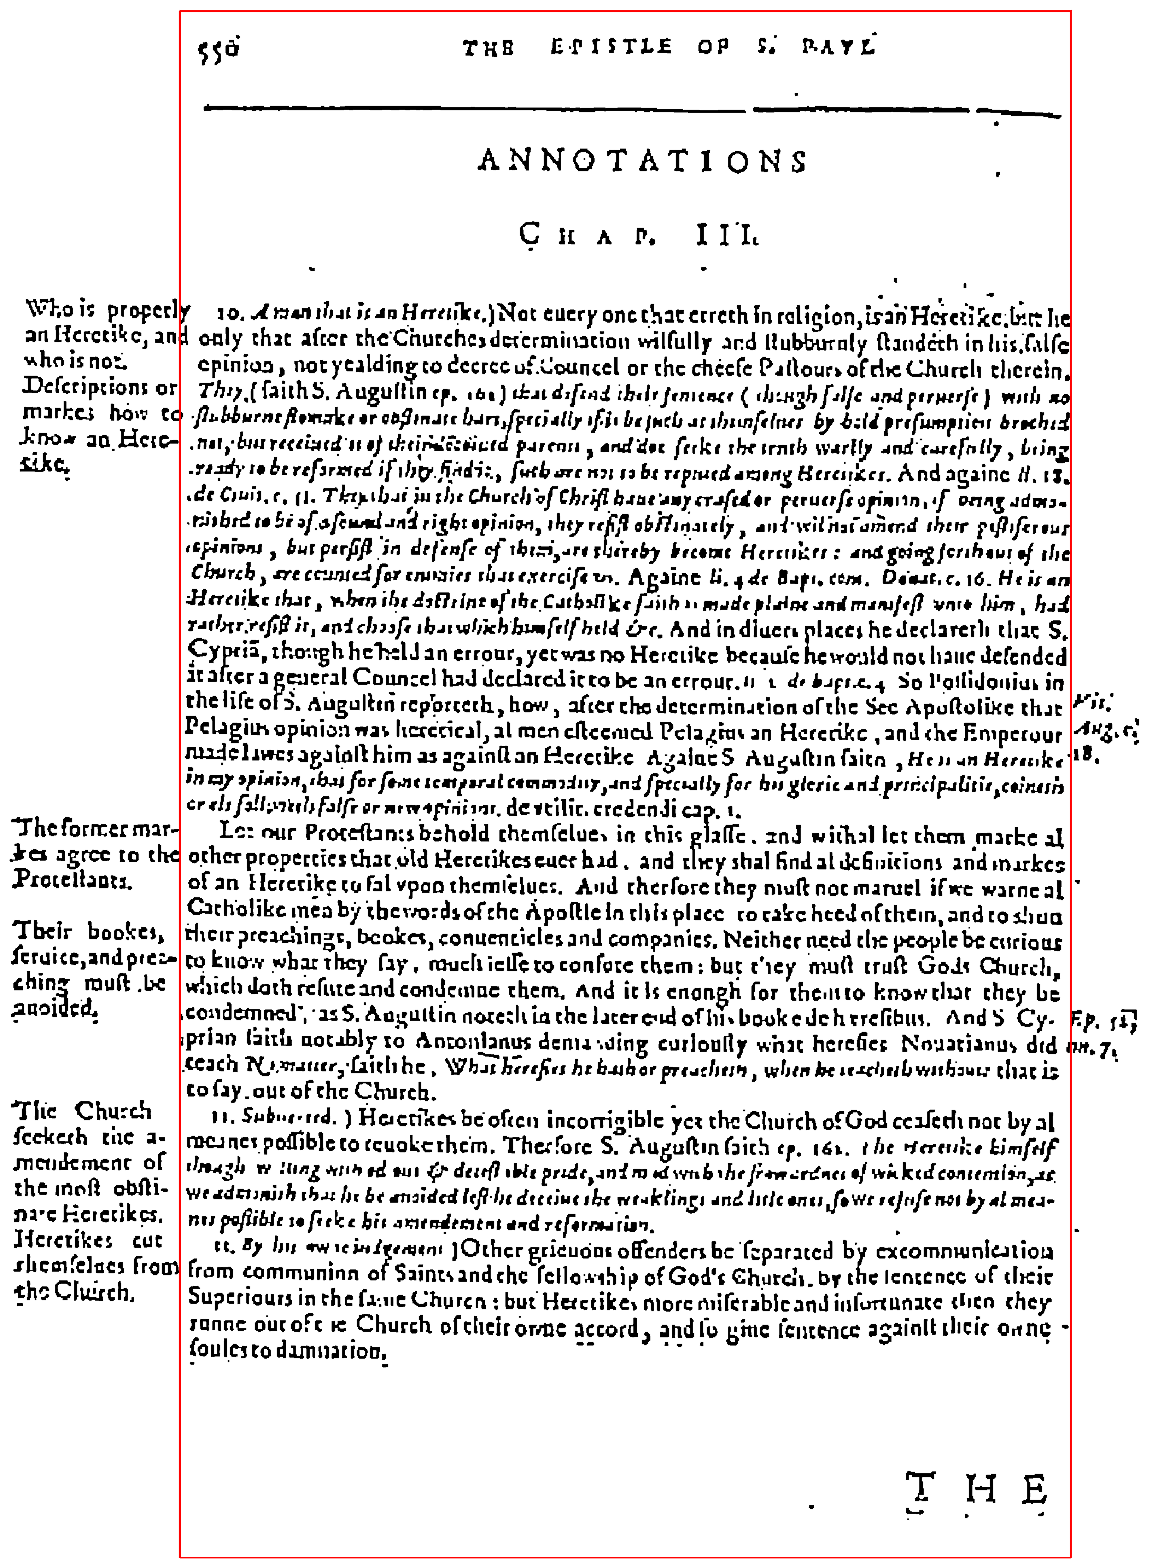 550
THE EPISTLE OF S. PAVL
ANNOTATIONS
CHAP. III.
Who is properly
an Heretike, and
who is not.
Descriptions or
markes how to
know an Here-
tike.
10. A man that is an Heretike.) Not euery one that erreth in religion, is an Heretike: but he
only that after the Churches determination wilfully and stubburnly standeth in his false
opinion, not yealding to decree of Councel or the cheefe Pastours of the Church therein.
They (saith S. Augustin ep. 162) that defend their sentence (though false and peruerse) with no
stubburne stomake or obstinate hart, specially if it be such as themselues by bold presumption broched
not, but receiued it of their deceiued parents, and doe seeke the truth warily and carefully, being
ready to be reformed if they find it, such are not to be reputed among Heretikes. And againe li. 18.
de Ciuit. c. 51. They that in the Church of Christ haue any crased or peruerse opinion, if being admo-
nished to be of a sound and right opinion, they resist obstinately, and wil not amend their pestiferous
opinions, but persist in defense of them, are thereby become Heretikes: and going forth out of the
Church, are counted for enimies that exercise vs. Againe li. 4 de Bapt. cont. Donat. c. 16. He is an
Heretike that, when the doctrine of the Catholike faith is made plaine and manifest vnto him, had
rather resist it, and choose that which himself held &c. And in diuers places he declareth that S.
Cypriã, though he held an errour, yet was no Heretike because he would not haue defended
it after a general Councel had declared it to be an errour. li 2 de bapt. c. 4 So Possidonius in
the life of S. Augustin reporteth, how, after the determination of the See Apostolike that
Pelagius opinion was heretical, al men esteemed Pelagius an Heretike, and the Emperour
made lawes against him as against an Heretike Againe S Augustin saith, He is an Heretike
in my opinion, that for some temporal commodity, and specially for his glorie and principalitie, coineth
or els followeth false or new opinions. de vtilit. credendi cap. 1.
Vit.
Aug. c.
18.
The former mar-
kes agree to the
Protestants.
Their bookes,
seruice, and prea-
ching must be
auoided.
Let our Protestants behold themselues in this glasse, and withal let them marke al
other properties that old Heretikes euer had, and they shal find al definitions and markes
of an Heretike to fal vpon themselues. And therfore they must not maruel if we warne al
Catholike men by the words of the Apostle in this place to take heed of them, and to shun
their preachings, bookes, conuenticles and companies. Neither need the people be curious
to know what they say, much lesse to confute them: but they must trust Gods Church,
which doth refute and condemne them. And it is enough for them to know that they be
condemned, as S. Augustin noteth in the later end of his booke de hæresibus. And S Cy-
prian saith notably to Antonianus demanding curiously what heresies Nouatianus did
teach No matter, saith he, What heresies he hath or preacheth, when he teacheth without that is
to say, out of the Church.
Ep. 52,
nu. 7.
The Church
seeketh the a-
mendement of
the most obsti-
nate Heretikes.
Heretikes cut
themselues from
the Church.
11. Subuerted.) Heretikes be often incorrigible yet the Church of God ceaseth not by al
meanes possible to reuoke them. Therfore S. Augustin saith ep. 162. The Heretike himself
though swelling with odious & detestable pride, and mad with the frowardnes of wicked contention, as
we admonish that he be auoided lest he deceiue the weaklings and litle ones, so we refuse not by al mea-
nes possible to seeke his amendement and reformation.
11. By his owne iudgement) Other grieuous offenders be separated by excommunication
from communion of Saints and the fellowship of God's Church, by the sentence of their
Superiours in the same Church: but Heretikes more miserable and infortunate then they
runne out of the Church of their owne accord, and so giue sentence against their owne
soules to damnation.
THE